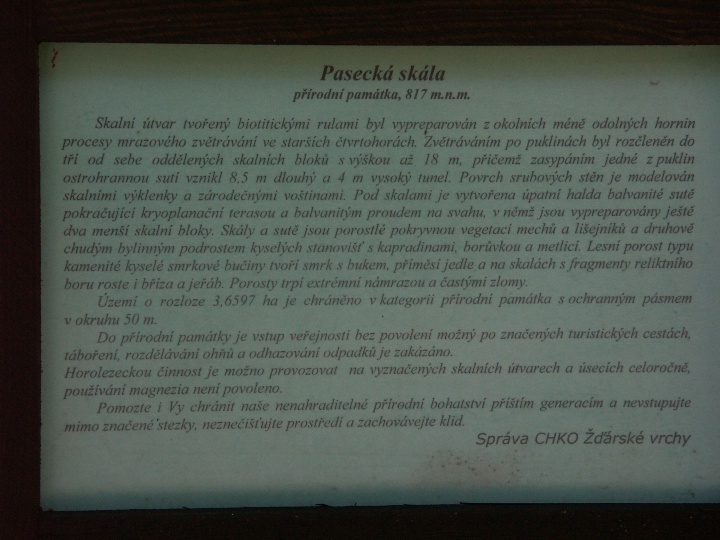 Pasecká skála
přírodní památka, 817 m.n.m.
Skalní útvar tvořený biotitickými rulami byl vypreparován z okolních méně odolných hornin
procesy mrazového zvětrávání ve starších čtvrtohorách. Zvětráváním po puklinách byl rozčleněn do
tří od sebe oddělených skalních bloků s výškou až 18 m, přičemž zasypáním jedné z puklin
ostrohrannou sutí vznikl 8,5 m dlouhý a 4 m vysoký tunel. Povrch srubových stěn je modelován
skalními výklenky a zárodečnými voštinami. Pod skalami je vytvořena úpatní halda balvanité sutě
pokračující kryoplanační terasou a balvanitým proudem na svahu, v němž jsou vypreparovány ještě
dva menší skalní bloky. Skály a sutě jsou porostlé pokryvnou vegetací mechů a lišejníků a druhově
chudým bylinným podrostem kyselých stanovišť s kapradinami, borůvkou a metlicí. Lesní porost typu
kamenité kyselé smrkové bučiny tvoří smrk s bukem, příměsí jedle a na skalách s fragmenty reliktního
boru roste i bříza a jeřáb. Porosty trpí extrémní námrazou a častými zlomy.
Území o rozloze 3,6597 ha je chráněno v kategorii přírodní památka s ochranným pásmem
v okruhu 50 m.
Do přírodní památky je vstup veřejnosti bez povolení možný po značených turistických cestách,
táboření, rozdělávání ohňů a odhazování odpadků je zakázáno.
Horolezeckou činnost je možno provozovat na vyznačených skalních útvarech a úsecích celoročně,
používání magnezia není povoleno.
Pomozte i Vy chránit naše nenahraditelné přírodní bohatství příštím generacím a nevstupujte
mimo značené stezky, neznečišťujte prostředí a zachovávejte klid.
Správa CHKO Žďárské vrchy